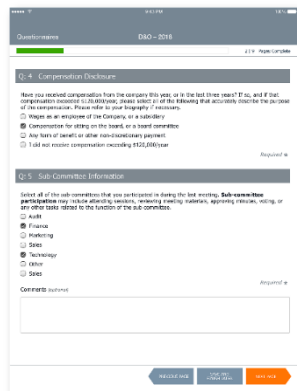 9:41 PM
Questionnaires
D&O – 2016
Pages Complete
Q: 4 Compensation Disclosure
Have you received compensation from the company this year, or in the last three years? If so, and if that
compensation exceeded $120,000/year, please select all of the following that accurately describe the purpose
of the compensation. Please refer to your biography if necessary.
Wages as an employee of the Company, or a subsidiary
Compensation for sitting on the board, or a board committee
Any form of benefit or other non-discretionary payment
I did not receive compensation exceeding $120,000/year
Required
Q: 5 Sub-Committee Information
Select all of the sub-committees that you participated in during the last meeting. Sub-committee
participation may include attending sessions, reviewing meeting materials, approving minutes, voting, or
any other tasks related to the function of the sub-committee.
Audit
Finance
Marketing
Sales
Technology
Other
Sales
Required
Comments (optional)
PREVIOUS PAGE
NEXT PAGE